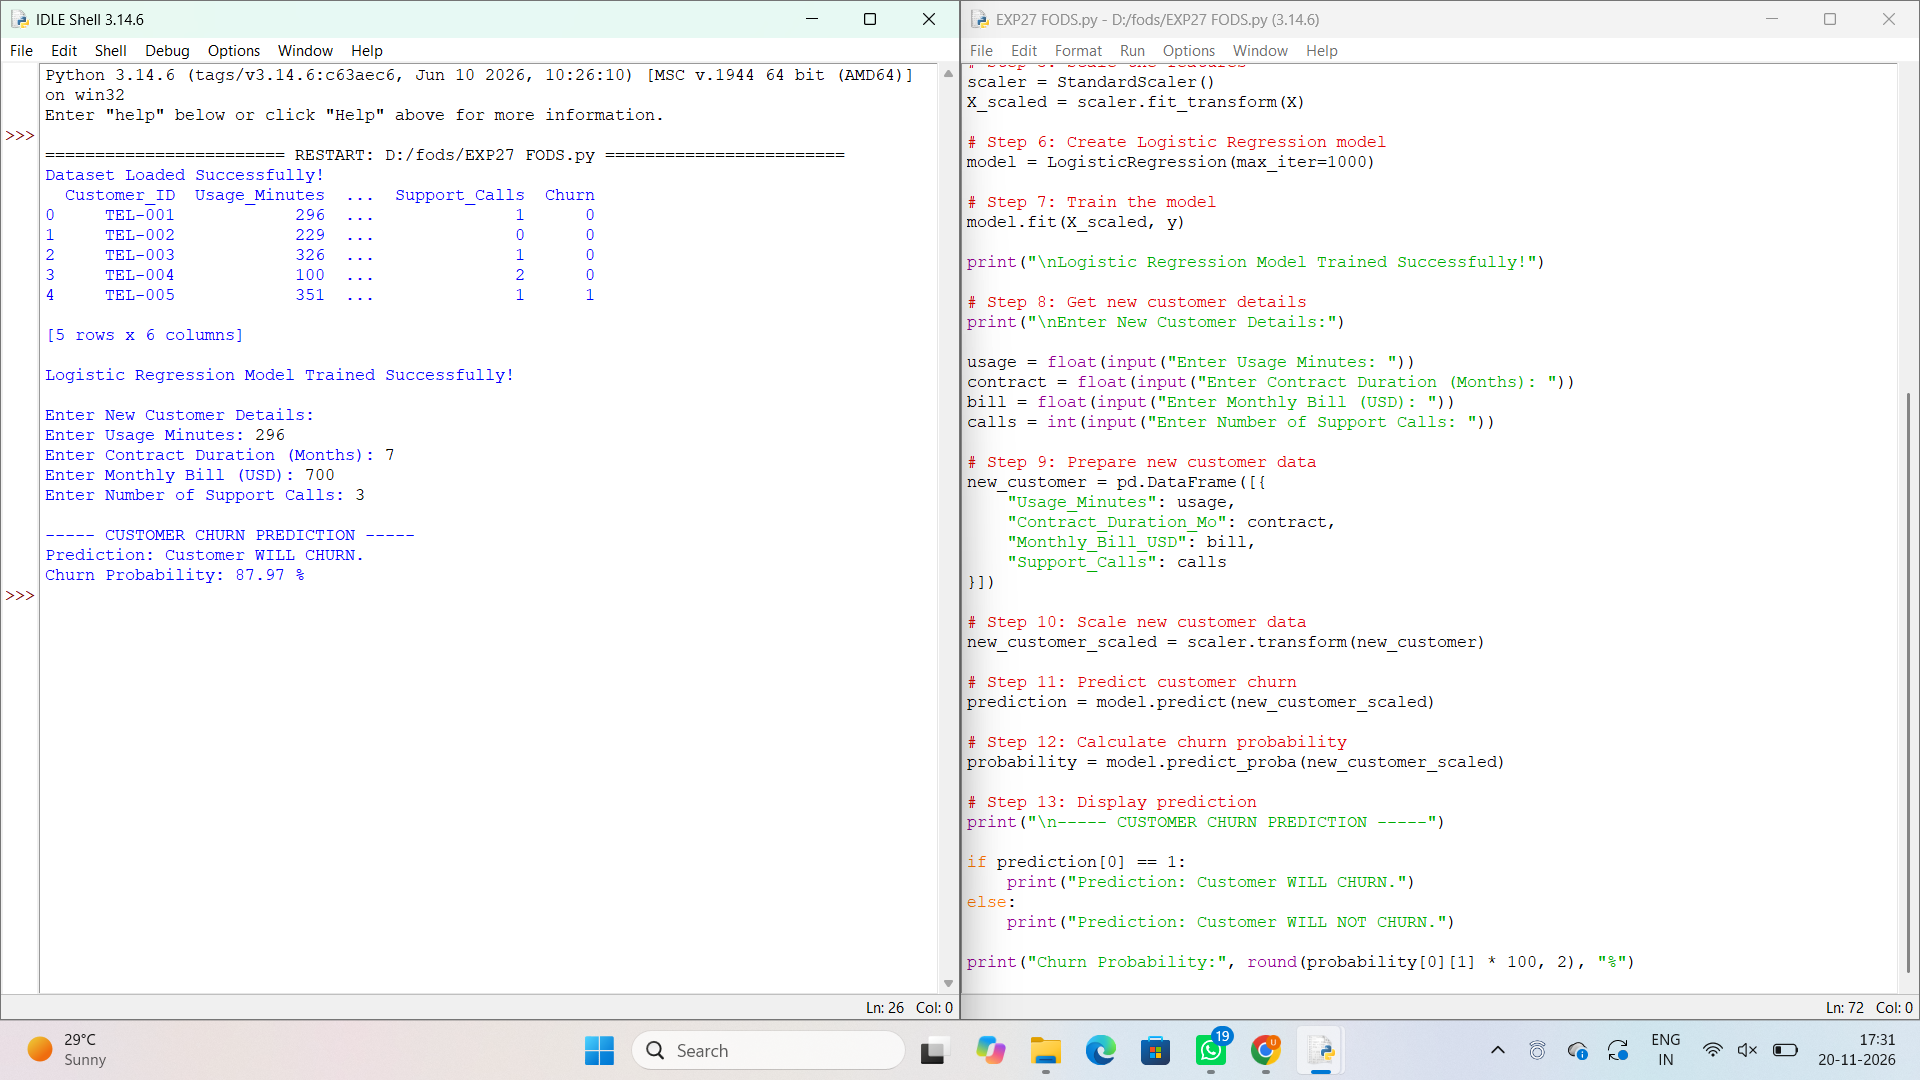 IDLE Shell 3.14.6
File Edit Shell Debug Options Window Help
Python 3.14.6 (tags/v3.14.6:c63aec6, Jun 10 2026, 10:26:10) [MSC v.1944 64 bit (AMD64)]
on win32
Enter "help" below or click "Help" above for more information.
>>>
======================== RESTART: D:/fods/EXP27 FODS.py ========================
Dataset Loaded Successfully!
  Customer_ID  Usage_Minutes  ...  Support_Calls  Churn
0     TEL-001            296  ...              1      0
1     TEL-002            229  ...              0      0
2     TEL-003            326  ...              1      0
3     TEL-004            100  ...              2      0
4     TEL-005            351  ...              1      1
[5 rows x 6 columns]
Logistic Regression Model Trained Successfully!
Enter New Customer Details:
Enter Usage Minutes: 296
Enter Contract Duration (Months): 7
Enter Monthly Bill (USD): 700
Enter Number of Support Calls: 3
----- CUSTOMER CHURN PREDICTION -----
Prediction: Customer WILL CHURN.
Churn Probability: 87.97 %
>>>
Ln: 26 Col: 0
EXP27 FODS.py - D:/fods/EXP27 FODS.py (3.14.6)
File Edit Format Run Options Window Help
scaler = StandardScaler()
X_scaled = scaler.fit_transform(X)
# Step 6: Create Logistic Regression model
model = LogisticRegression(max_iter=1000)
# Step 7: Train the model
model.fit(X_scaled, y)
print("\nLogistic Regression Model Trained Successfully!")
# Step 8: Get new customer details
print("\nEnter New Customer Details:")
usage = float(input("Enter Usage Minutes: "))
contract = float(input("Enter Contract Duration (Months): "))
bill = float(input("Enter Monthly Bill (USD): "))
calls = int(input("Enter Number of Support Calls: "))
# Step 9: Prepare new customer data
new_customer = pd.DataFrame([{
    "Usage_Minutes": usage,
    "Contract_Duration_Mo": contract,
    "Monthly_Bill_USD": bill,
    "Support_Calls": calls
}])
# Step 10: Scale new customer data
new_customer_scaled = scaler.transform(new_customer)
# Step 11: Predict customer churn
prediction = model.predict(new_customer_scaled)
# Step 12: Calculate churn probability
probability = model.predict_proba(new_customer_scaled)
# Step 13: Display prediction
print("\n----- CUSTOMER CHURN PREDICTION -----")
if prediction[0] == 1:
    print("Prediction: Customer WILL CHURN.")
else:
    print("Prediction: Customer WILL NOT CHURN.")
print("Churn Probability:", round(probability[0][1] * 100, 2), "%")
Ln: 72 Col: 0
29°C
Sunny
Search
19
ENG
IN
17:31
20-11-2026